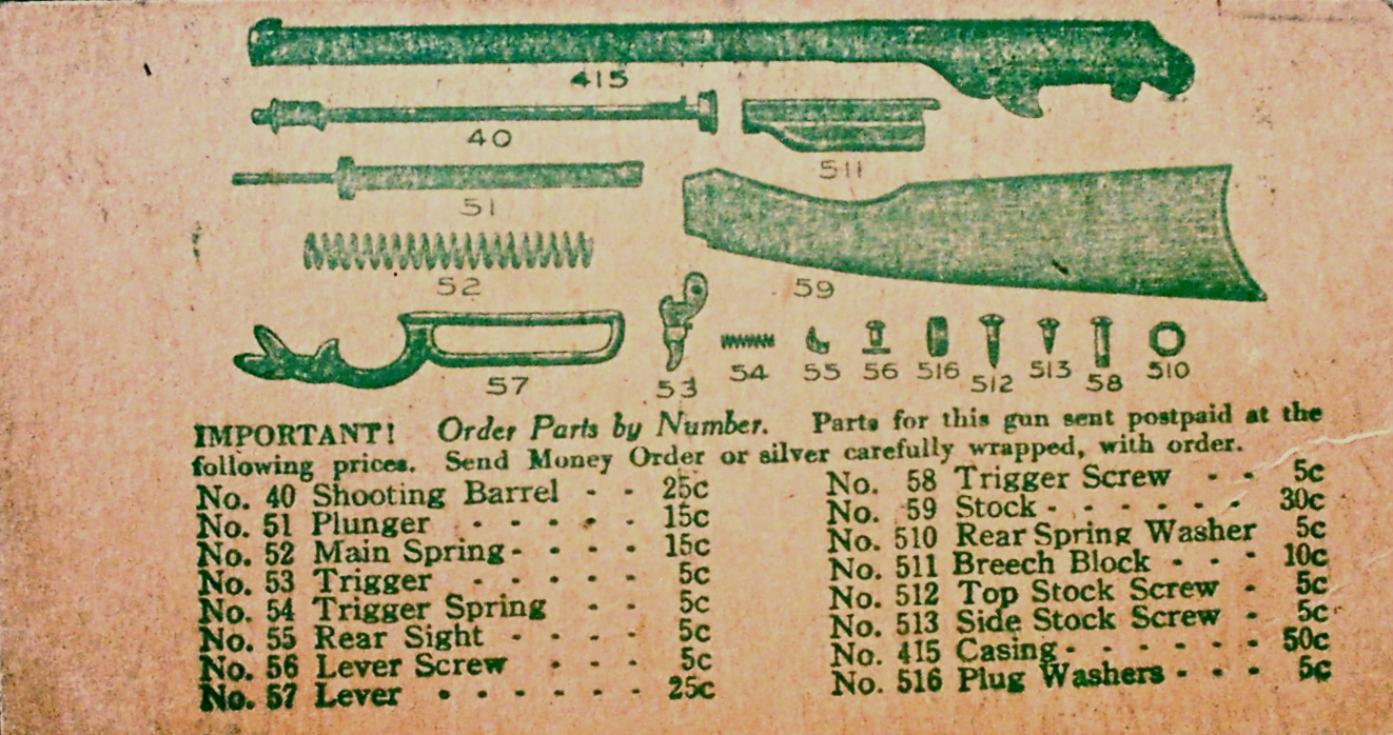 415
40
511
51
52
59
57
53
54
55
56
516
512
513
58
510
IMPORTANT! Order Parts by Number. Parts for this gun sent postpaid at the
following prices. Send Money Order or silver carefully wrapped, with order.
No. 40 Shooting Barrel - - 25c
No. 51 Plunger - - - - - 15c
No. 52 Main Spring - - - - 15c
No. 53 Trigger - - - - - 5c
No. 54 Trigger Spring - - 5c
No. 55 Rear Sight - - - - 5c
No. 56 Lever Screw - - - 5c
No. 57 Lever - - - - - - 25c
No. 58 Trigger Screw - - 5c
No. 59 Stock - - - - - - 30c
No. 510 Rear Spring Washer 5c
No. 511 Breech Block - - - 10c
No. 512 Top Stock Screw - 5c
No. 513 Side Stock Screw - 5c
No. 415 Casing - - - - - - 50c
No. 516 Plug Washers - - - 5c